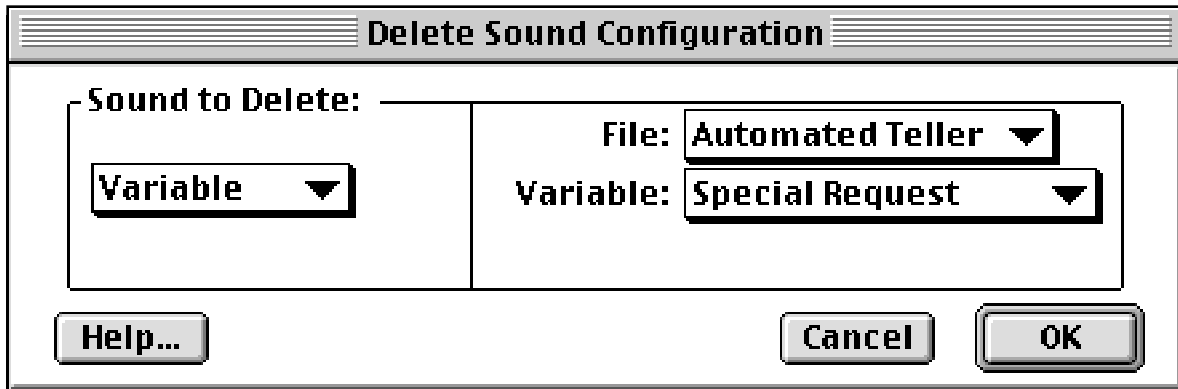 Delete Sound Configuration
Sound to Delete:
Variable
File: Automated Teller
Variable: Special Request
Help...
Cancel
OK